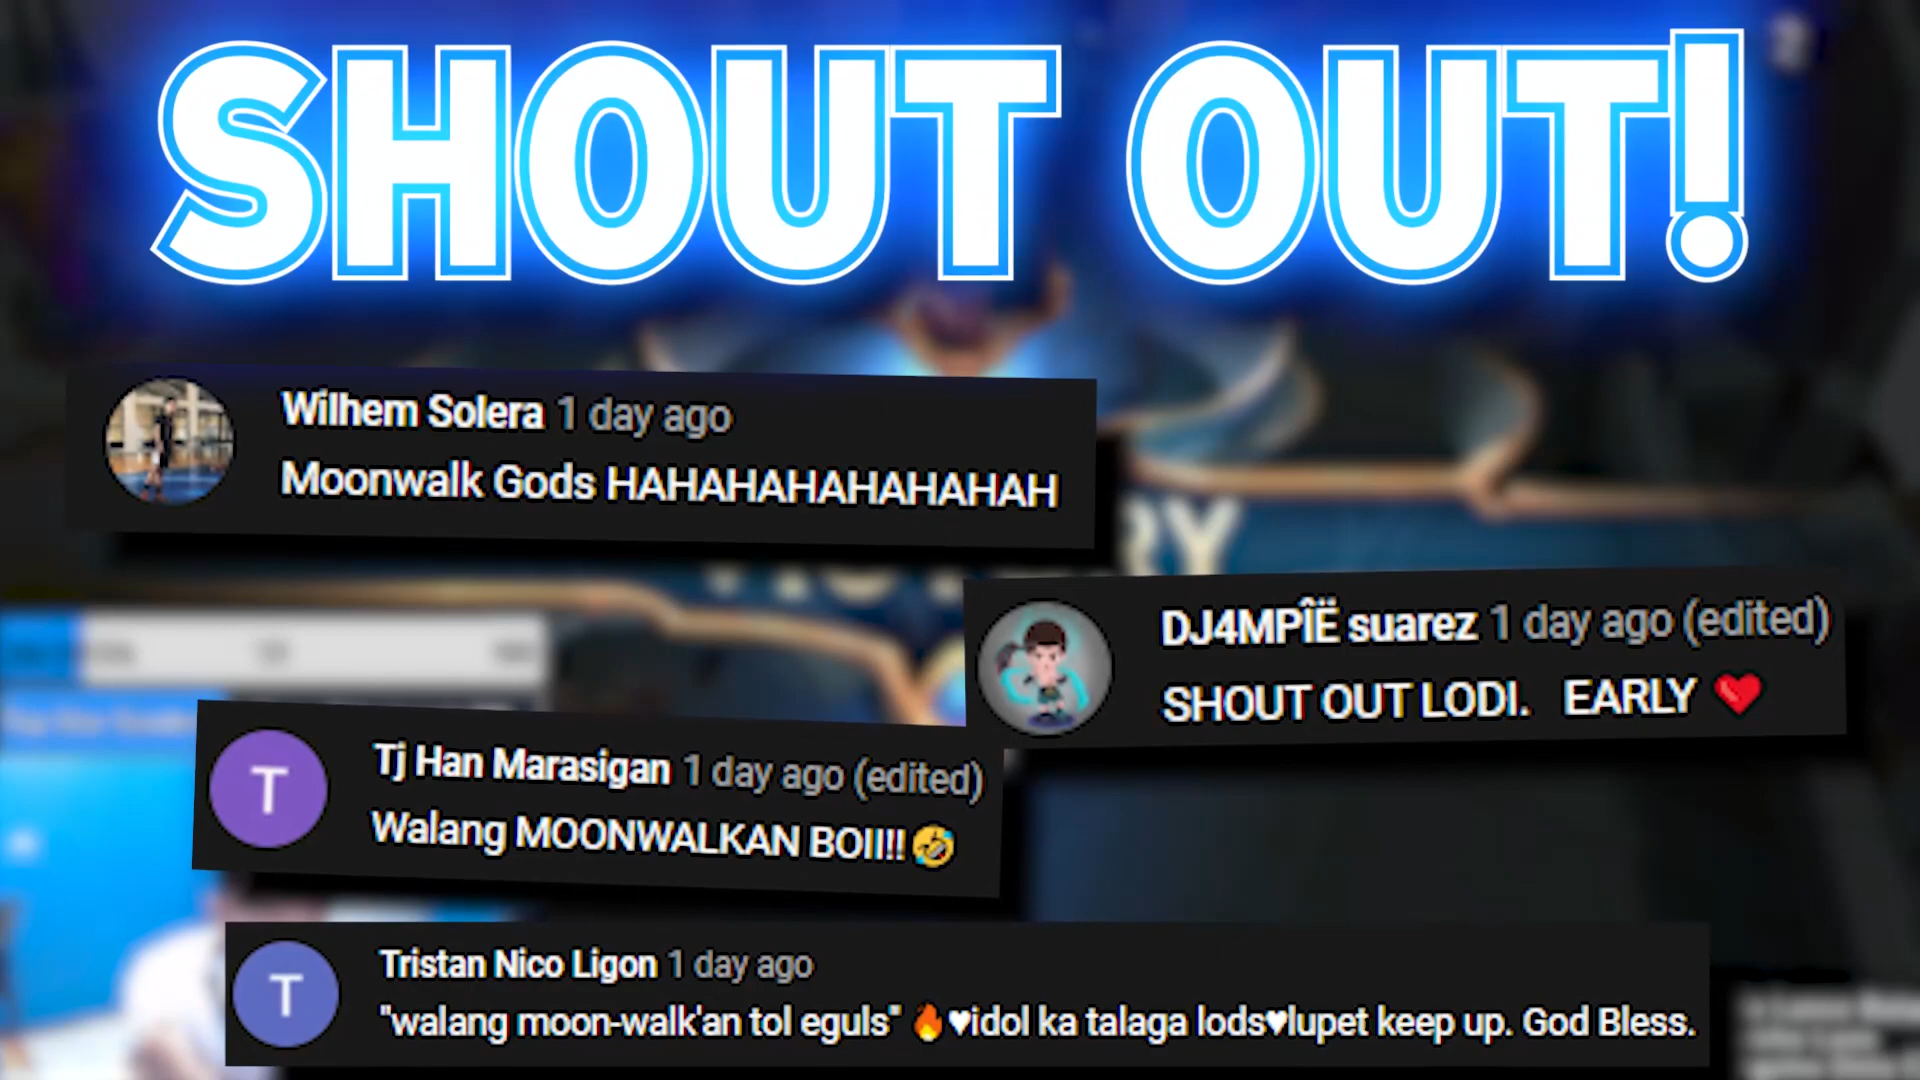 SHOUT OUT!
Wilhem Solera 1 day ago
Moonwalk Gods HAHAHAHAHAHAHAH
DJ4MPÎË suarez 1 day ago (edited)
SHOUT OUT LODI. EARLY ❤
Tj Han Marasigan 1 day ago (edited)
Walang MOONWALKAN BOII!!🤣
Tristan Nico Ligon 1 day ago
"walang moon-walk'an tol eguls" 🔥♥idol ka talaga lods♥lupet keep up. God Bless.
T
T